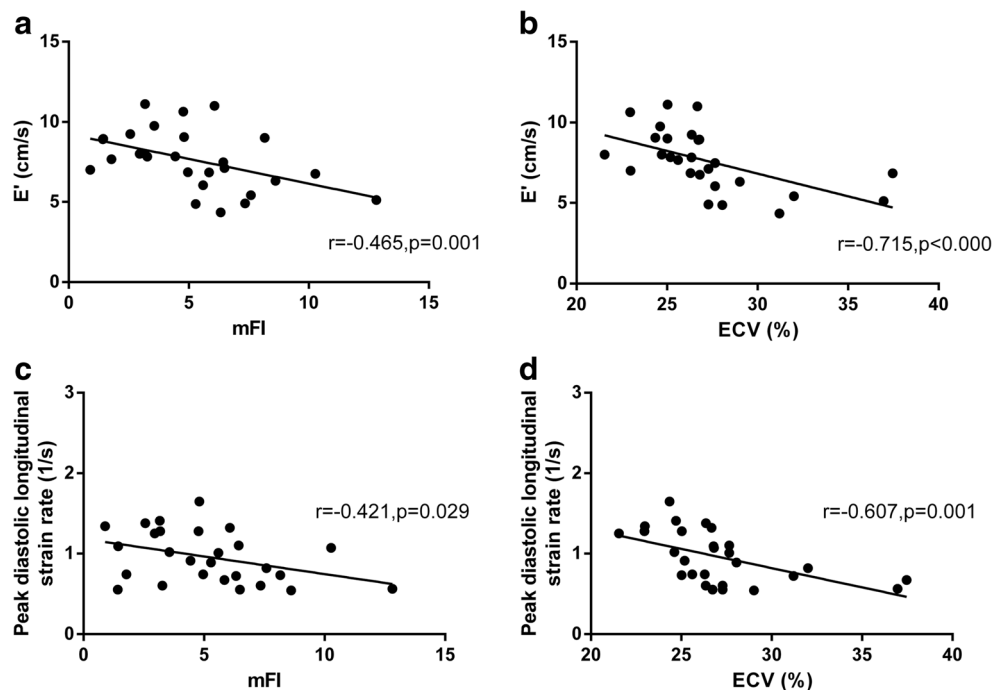 a
15
10
5
0
E' (cm/s)
0 5 10 15
mFI
r=-0.465,p=0.001
b
15
10
5
0
E' (cm/s)
20 25 30 35 40
ECV (%)
r=-0.715,p<0.000
c
3
2
1
0
Peak diastolic longitudinal
strain rate (1/s)
0 5 10 15
mFI
r=-0.421,p=0.029
d
3
2
1
0
Peak diastolic longitudinal
strain rate (1/s)
20 25 30 35 40
ECV (%)
r=-0.607,p=0.001